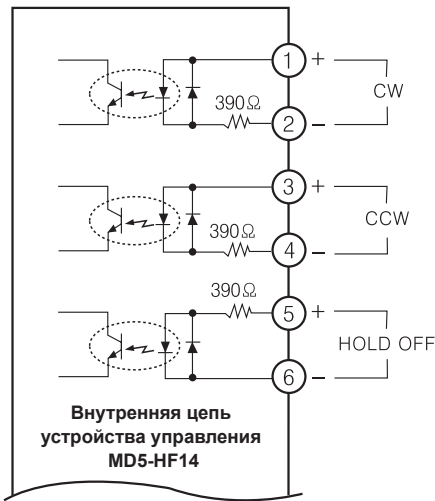 1 +
CW
390Ω
2 −
3 +
CCW
390Ω
4 −
390Ω
5 +
HOLD OFF
6 −
Внутренняя цепь
устройства управления
MD5-HF14